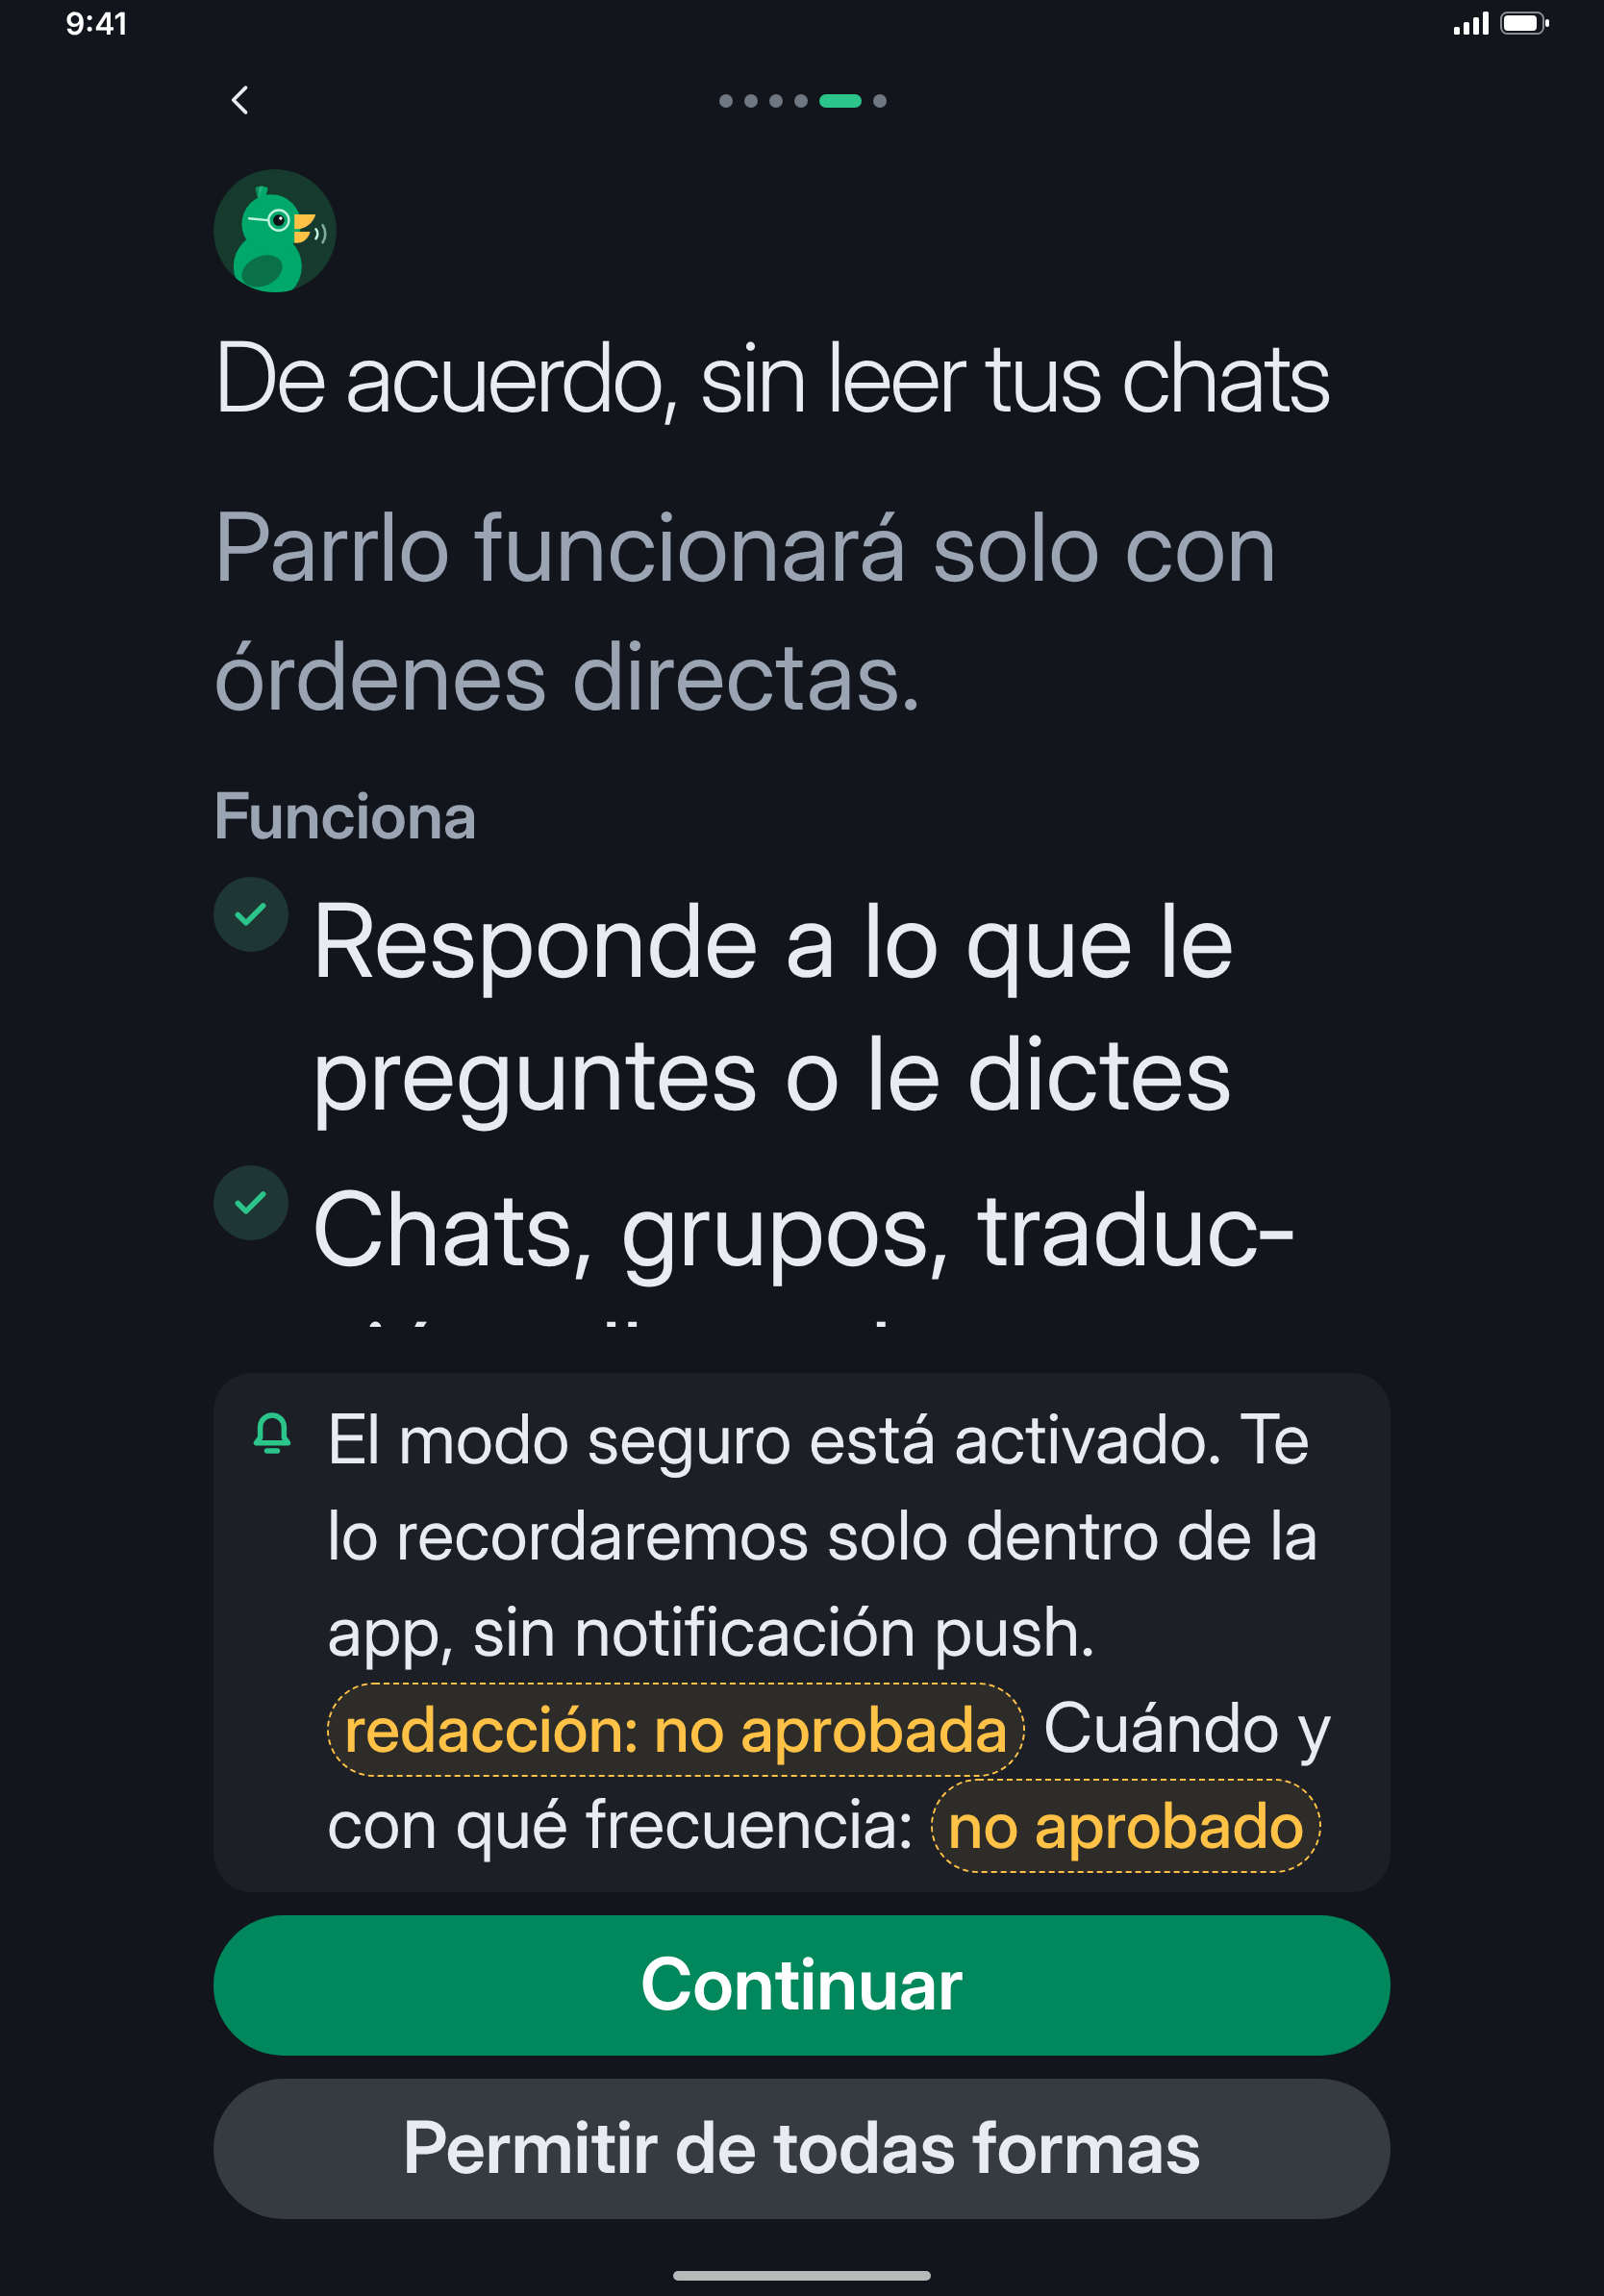 9:41
De acuerdo, sin leer tus chats
Parrlo funcionará solo con
órdenes directas.
Funciona
Responde a lo que le
preguntes o le dictes
Chats, grupos, traduc-
El modo seguro está activado. Te
lo recordaremos solo dentro de la
app, sin notificación push.
redacción: no aprobada Cuándo y
con qué frecuencia: no aprobado
Continuar
Permitir de todas formas